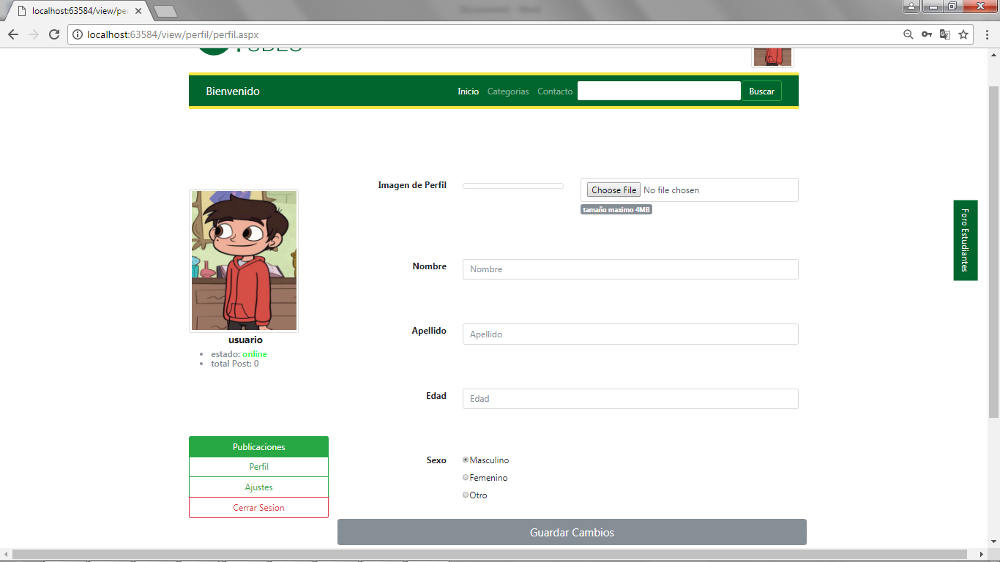 localhost:63584/view/per
localhost:63584/view/perfil/perfil.aspx
Bienvenido
Inicio Categorias Contacto Buscar
Imagen de Perfil
Choose File No file chosen
tamaño maximo 4MB
Foro Estudiantes
Nombre Nombre
usuario
estado: online
total Post: 0
Apellido Apellido
Edad Edad
Publicaciones
Perfil
Ajustes
Cerrar Sesion
Sexo
Masculino
Femenino
Otro
Guardar Cambios